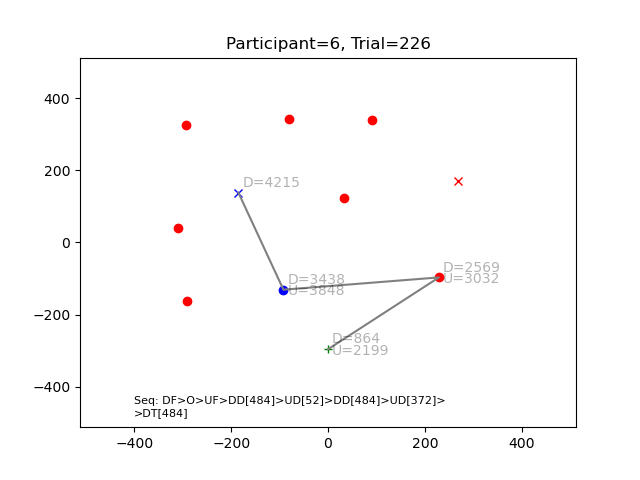 Participant=6, Trial=226
400
200
0
−200
−400
D=4215
D=3438
U=3848
D=2569
U=3032
D=864
U=2199
Seq: DF>O>UF>DD[484]>UD[52]>DD[484]>UD[372]>
>DT[484]
−400 −200 0 200 400